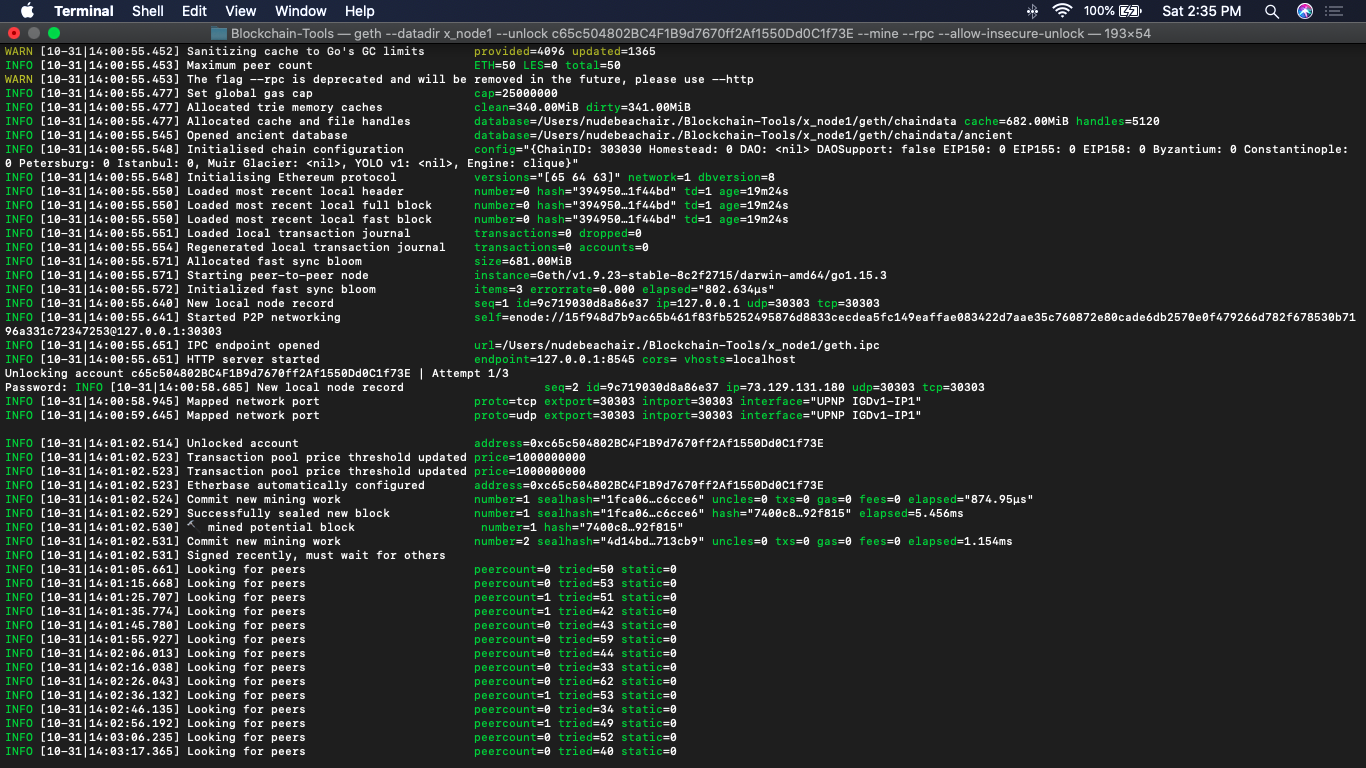 Terminal Shell Edit View Window Help 100% Sat 2:35 PM
Blockchain-Tools — geth --datadir x_node1 --unlock c65c504802BC4F1B9d7670ff2Af1550Dd0C1f73E --mine --rpc --allow-insecure-unlock — 193×54
WARN [10-31|14:00:55.452] Sanitizing cache to Go's GC limits provided=4096 updated=1365
INFO [10-31|14:00:55.453] Maximum peer count ETH=50 LES=0 total=50
WARN [10-31|14:00:55.453] The flag --rpc is deprecated and will be removed in the future, please use --http
INFO [10-31|14:00:55.477] Set global gas cap cap=25000000
INFO [10-31|14:00:55.477] Allocated trie memory caches clean=340.00MiB dirty=341.00MiB
INFO [10-31|14:00:55.477] Allocated cache and file handles database=/Users/nudebeachair./Blockchain-Tools/x_node1/geth/chaindata cache=682.00MiB handles=5120
INFO [10-31|14:00:55.545] Opened ancient database database=/Users/nudebeachair./Blockchain-Tools/x_node1/geth/chaindata/ancient
INFO [10-31|14:00:55.548] Initialised chain configuration config="{ChainID: 303030 Homestead: 0 DAO: <nil> DAOSupport: false EIP150: 0 EIP155: 0 EIP158: 0 Byzantium: 0 Constantinople:
0 Petersburg: 0 Istanbul: 0, Muir Glacier: <nil>, YOLO v1: <nil>, Engine: clique}"
INFO [10-31|14:00:55.548] Initialising Ethereum protocol versions="[65 64 63]" network=1 dbversion=8
INFO [10-31|14:00:55.550] Loaded most recent local header number=0 hash="394950…1f44bd" td=1 age=19m24s
INFO [10-31|14:00:55.550] Loaded most recent local full block number=0 hash="394950…1f44bd" td=1 age=19m24s
INFO [10-31|14:00:55.550] Loaded most recent local fast block number=0 hash="394950…1f44bd" td=1 age=19m24s
INFO [10-31|14:00:55.551] Loaded local transaction journal transactions=0 dropped=0
INFO [10-31|14:00:55.554] Regenerated local transaction journal transactions=0 accounts=0
INFO [10-31|14:00:55.571] Allocated fast sync bloom size=681.00MiB
INFO [10-31|14:00:55.571] Starting peer-to-peer node instance=Geth/v1.9.23-stable-8c2f2715/darwin-amd64/go1.15.3
INFO [10-31|14:00:55.572] Initialized fast sync bloom items=3 errorrate=0.000 elapsed="802.634µs"
INFO [10-31|14:00:55.640] New local node record seq=1 id=9c719030d8a86e37 ip=127.0.0.1 udp=30303 tcp=30303
INFO [10-31|14:00:55.641] Started P2P networking self=enode://15f948d7b9ac65b461f83fb5252495876d8833cecdea5fc149eaffae083422d7aae35c760872e80cade6db2570e0f479266d782f678530b71
96a331c72347253@127.0.0.1:30303
INFO [10-31|14:00:55.651] IPC endpoint opened url=/Users/nudebeachair./Blockchain-Tools/x_node1/geth.ipc
INFO [10-31|14:00:55.651] HTTP server started endpoint=127.0.0.1:8545 cors= vhosts=localhost
Unlocking account c65c504802BC4F1B9d7670ff2Af1550Dd0C1f73E | Attempt 1/3
Password: INFO [10-31|14:00:58.685] New local node record seq=2 id=9c719030d8a86e37 ip=73.129.131.180 udp=30303 tcp=30303
INFO [10-31|14:00:58.945] Mapped network port proto=tcp extport=30303 intport=30303 interface="UPNP IGDv1-IP1"
INFO [10-31|14:00:59.645] Mapped network port proto=udp extport=30303 intport=30303 interface="UPNP IGDv1-IP1"
INFO [10-31|14:01:02.514] Unlocked account address=0xc65c504802BC4F1B9d7670ff2Af1550Dd0C1f73E
INFO [10-31|14:01:02.523] Transaction pool price threshold updated price=1000000000
INFO [10-31|14:01:02.523] Transaction pool price threshold updated price=1000000000
INFO [10-31|14:01:02.523] Etherbase automatically configured address=0xc65c504802BC4F1B9d7670ff2Af1550Dd0C1f73E
INFO [10-31|14:01:02.524] Commit new mining work number=1 sealhash="1fca06…c6cce6" uncles=0 txs=0 gas=0 fees=0 elapsed="874.95µs"
INFO [10-31|14:01:02.529] Successfully sealed new block number=1 sealhash="1fca06…c6cce6" hash="7400c8…92f815" elapsed=5.456ms
INFO [10-31|14:01:02.530] 🔨 mined potential block number=1 hash="7400c8…92f815"
INFO [10-31|14:01:02.531] Commit new mining work number=2 sealhash="4d14bd…713cb9" uncles=0 txs=0 gas=0 fees=0 elapsed=1.154ms
INFO [10-31|14:01:02.531] Signed recently, must wait for others
INFO [10-31|14:01:05.661] Looking for peers peercount=0 tried=50 static=0
INFO [10-31|14:01:15.668] Looking for peers peercount=0 tried=53 static=0
INFO [10-31|14:01:25.707] Looking for peers peercount=1 tried=51 static=0
INFO [10-31|14:01:35.774] Looking for peers peercount=1 tried=42 static=0
INFO [10-31|14:01:45.780] Looking for peers peercount=0 tried=43 static=0
INFO [10-31|14:01:55.927] Looking for peers peercount=0 tried=59 static=0
INFO [10-31|14:02:06.013] Looking for peers peercount=0 tried=44 static=0
INFO [10-31|14:02:16.038] Looking for peers peercount=0 tried=33 static=0
INFO [10-31|14:02:26.043] Looking for peers peercount=0 tried=62 static=0
INFO [10-31|14:02:36.132] Looking for peers peercount=1 tried=53 static=0
INFO [10-31|14:02:46.135] Looking for peers peercount=0 tried=34 static=0
INFO [10-31|14:02:56.192] Looking for peers peercount=1 tried=49 static=0
INFO [10-31|14:03:06.235] Looking for peers peercount=0 tried=52 static=0
INFO [10-31|14:03:17.365] Looking for peers peercount=0 tried=40 static=0